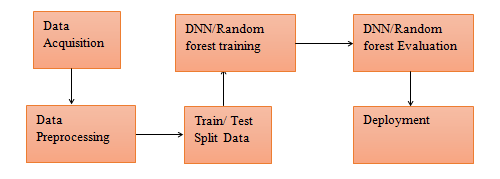 Data
Acquisition
Data
Preprocessing
Train/ Test
Split Data
DNN/Random
forest training
DNN/Random
forest Evaluation
Deployment